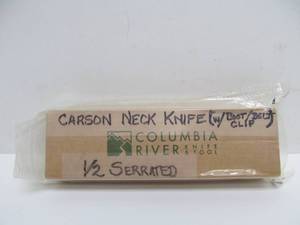 CARSON NECK KNIFE (W/ BOOT/BELT
CLIP)
COLUMBIA
RIVER KNIFE
& TOOL
1/2 SERRATED